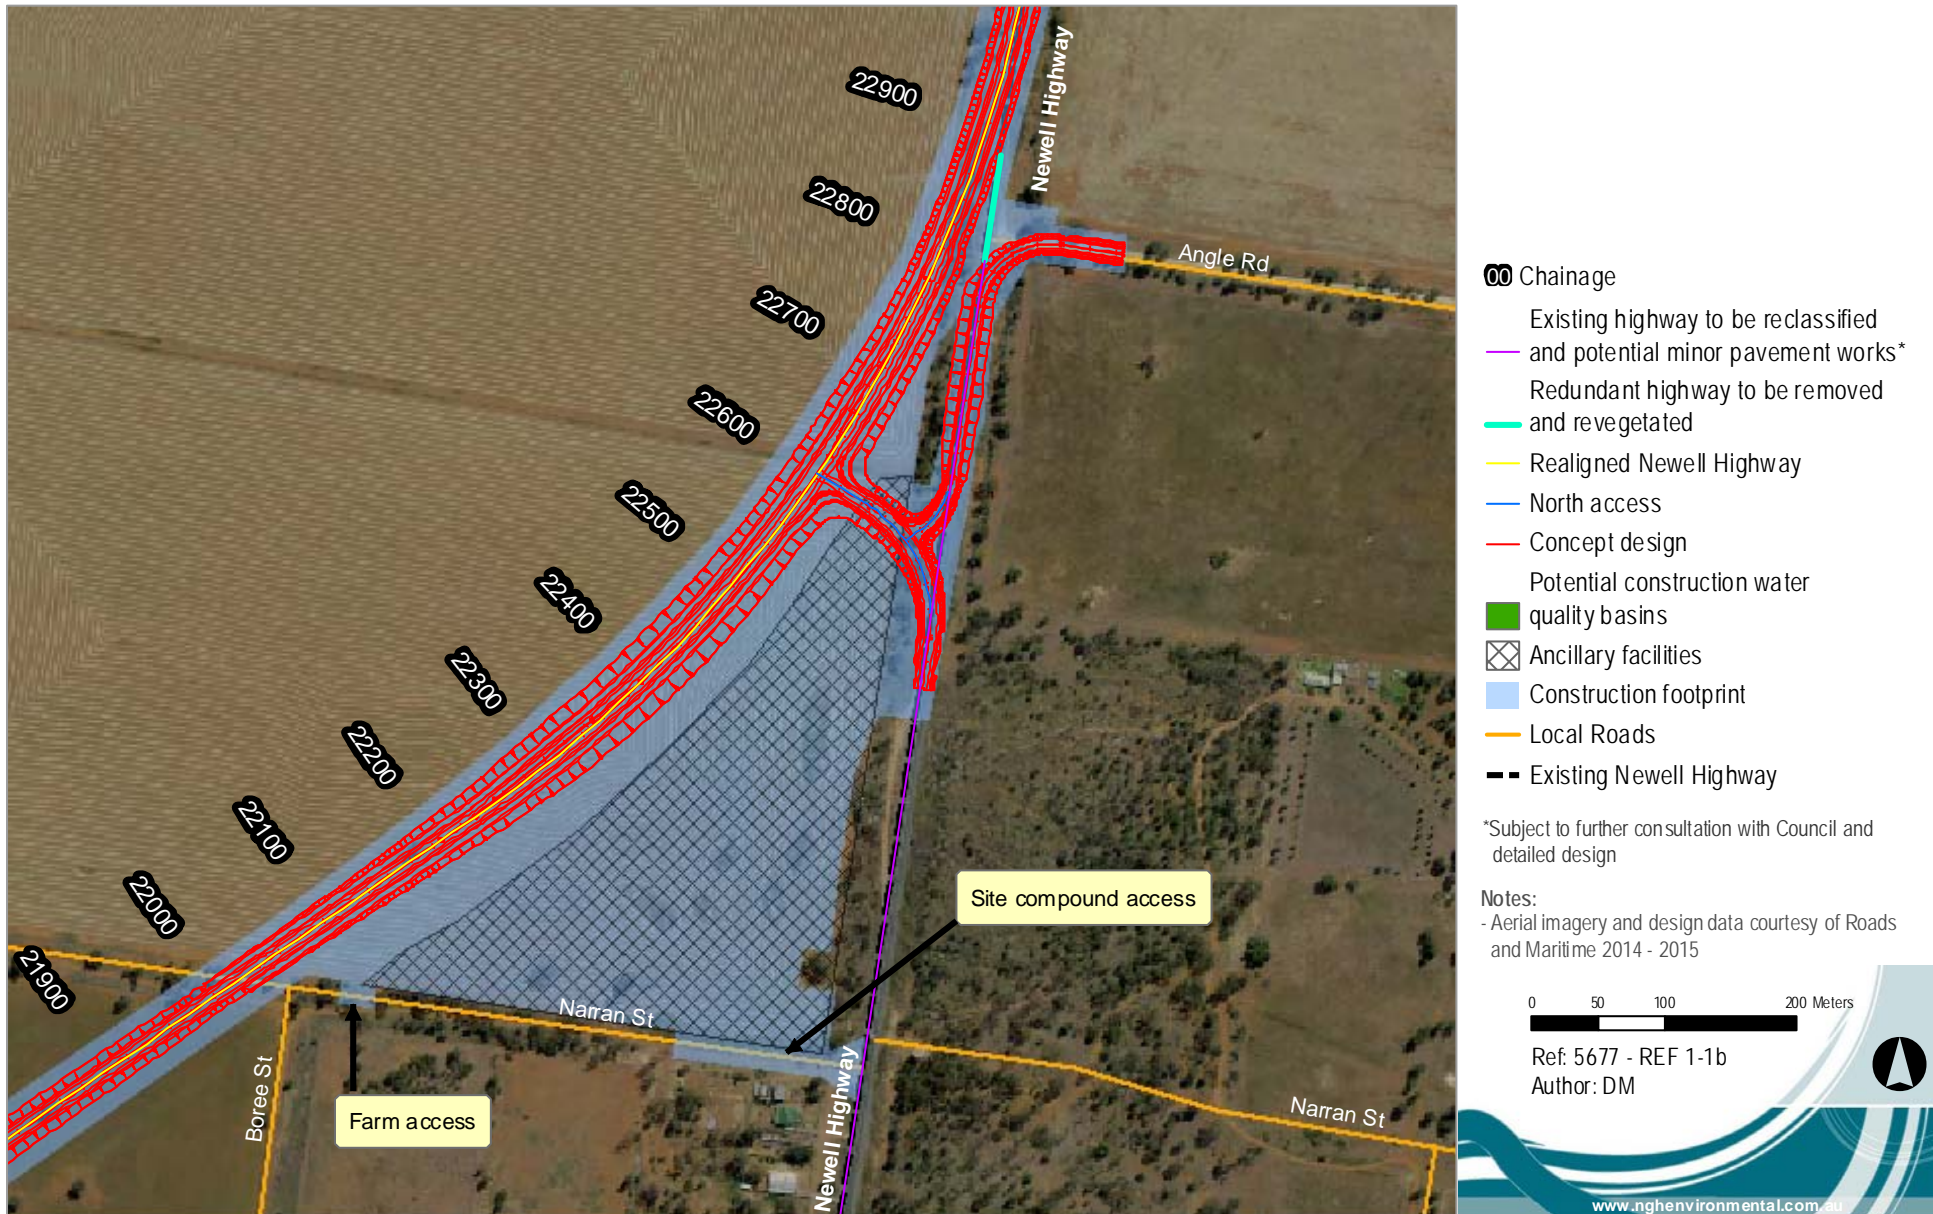 22900
22800
22700
22600
22500
22400
22300
22200
22100
22000
21900
Newell Highway
Angle Rd
Site compound access
Narran St
Boree St
Farm access
Newell Highway
Narran St
00 Chainage
Existing highway to be reclassified
and potential minor pavement works*
Redundant highway to be removed
and revegetated
Realigned Newell Highway
North access
Concept design
Potential construction water
quality basins
Ancillary facilities
Construction footprint
Local Roads
Existing Newell Highway
*Subject to further consultation with Council and
detailed design
Notes:
- Aerial imagery and design data courtesy of Roads
and Maritime 2014 - 2015
0 50 100 200 Meters
Ref: 5677 - REF 1-1b
Author: DM
www.nghenvironmental.com.au